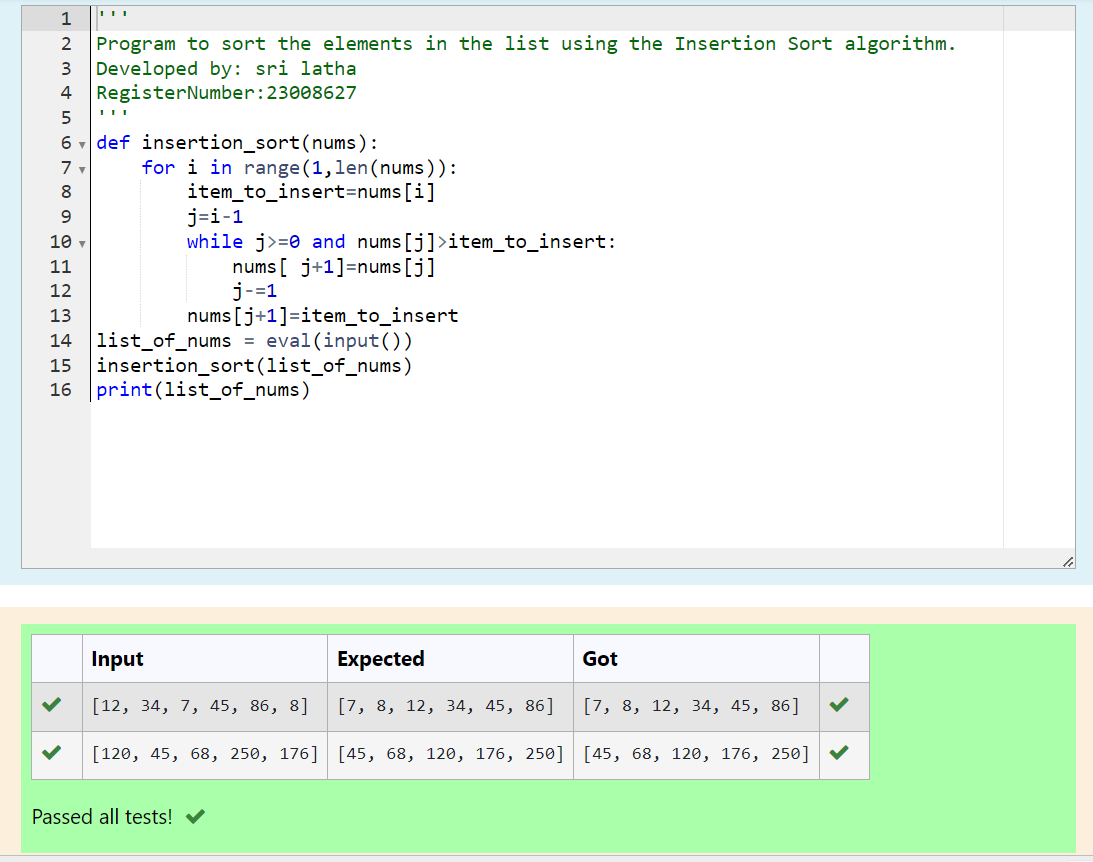 1 '''
2 Program to sort the elements in the list using the Insertion Sort algorithm.
3 Developed by: sri latha
4 RegisterNumber:23008627
5 '''
6 def insertion_sort(nums):
7     for i in range(1,len(nums)):
8         item_to_insert=nums[i]
9         j=i-1
10         while j>=0 and nums[j]>item_to_insert:
11             nums[ j+1]=nums[j]
12             j-=1
13         nums[j+1]=item_to_insert
14 list_of_nums = eval(input())
15 insertion_sort(list_of_nums)
16 print(list_of_nums)
Input Expected Got
[12, 34, 7, 45, 86, 8] [7, 8, 12, 34, 45, 86] [7, 8, 12, 34, 45, 86]
[120, 45, 68, 250, 176] [45, 68, 120, 176, 250] [45, 68, 120, 176, 250]
Passed all tests!